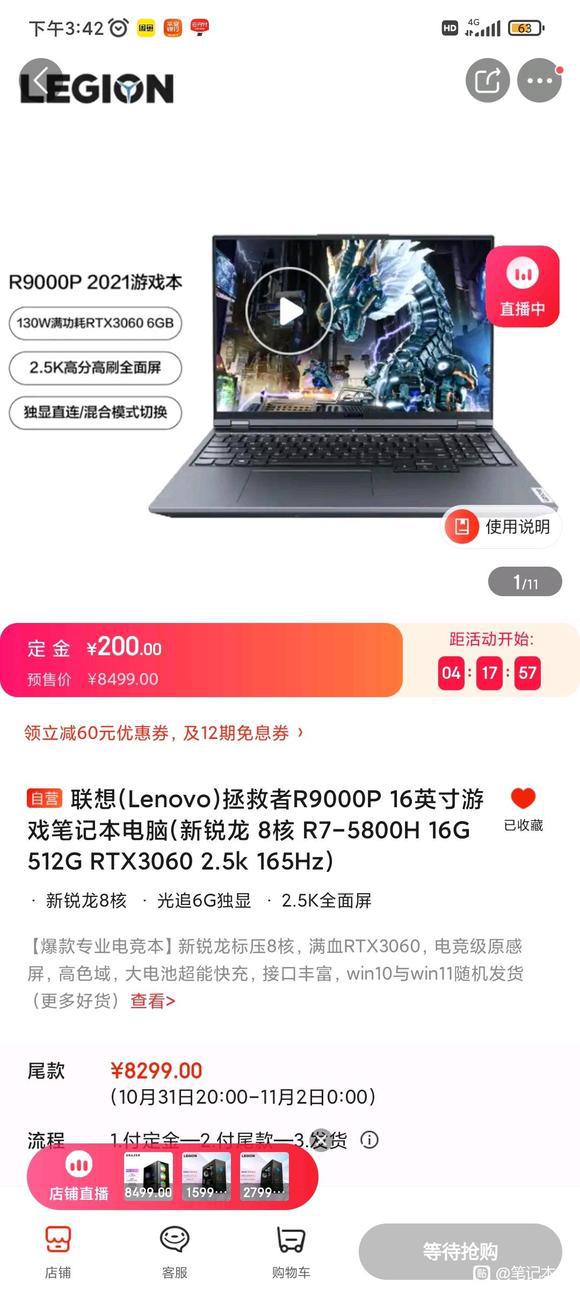 下午3:42
HD 4G 63
LEGION
R9000P 2021游戏本
130W满功耗RTX3060 6GB
2.5K高分高刷全面屏
独显直连/混合模式切换
直播中
使用说明
1/11
定金 ¥200.00
预售价 ¥8499.00
距活动开始:
04:17:57
领立减60元优惠券，及12期免息券 ›
自营 联想(Lenovo)拯救者R9000P 16英寸游
戏笔记本电脑(新锐龙 8核 R7-5800H 16G
512G RTX3060 2.5k 165Hz)
已收藏
· 新锐龙8核 · 光追6G独显 · 2.5K全面屏
【爆款专业电竞本】新锐龙标压8核，满血RTX3060，电竞级原感
屏，高色域，大电池超能快充，接口丰富，win10与win11随机发货
（更多好货）查看>
尾款 ¥8299.00
(10月31日20:00-11月2日0:00)
流程 1.付定金—2.付尾款—3.发货
店铺直播
8499.00 1599··· 2799···
店铺
客服
购物车
等待抢购
贴 @笔记本